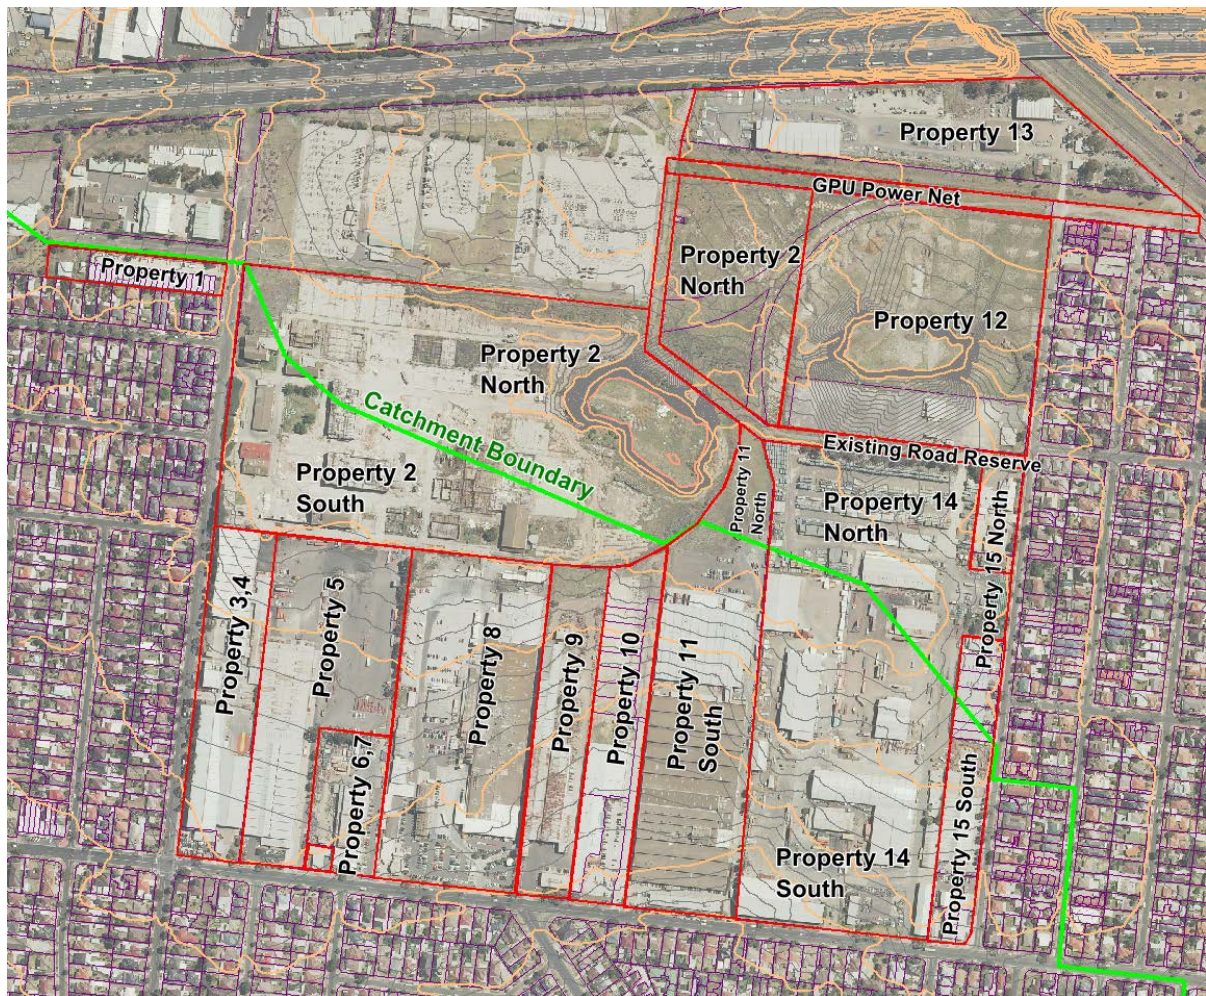 Property 13
GPU Power Net
Property 2
North
Property 1
Property 12
Property 2
North
Catchment Boundary
Existing Road Reserve
Property 11
North
Property 2
South
Property 14
North
Property 15 North
Property 3,4
Property 5
Property 8
Property 9
Property 10
Property 11
South
Property 6,7
Property 15 South
Property 14
South